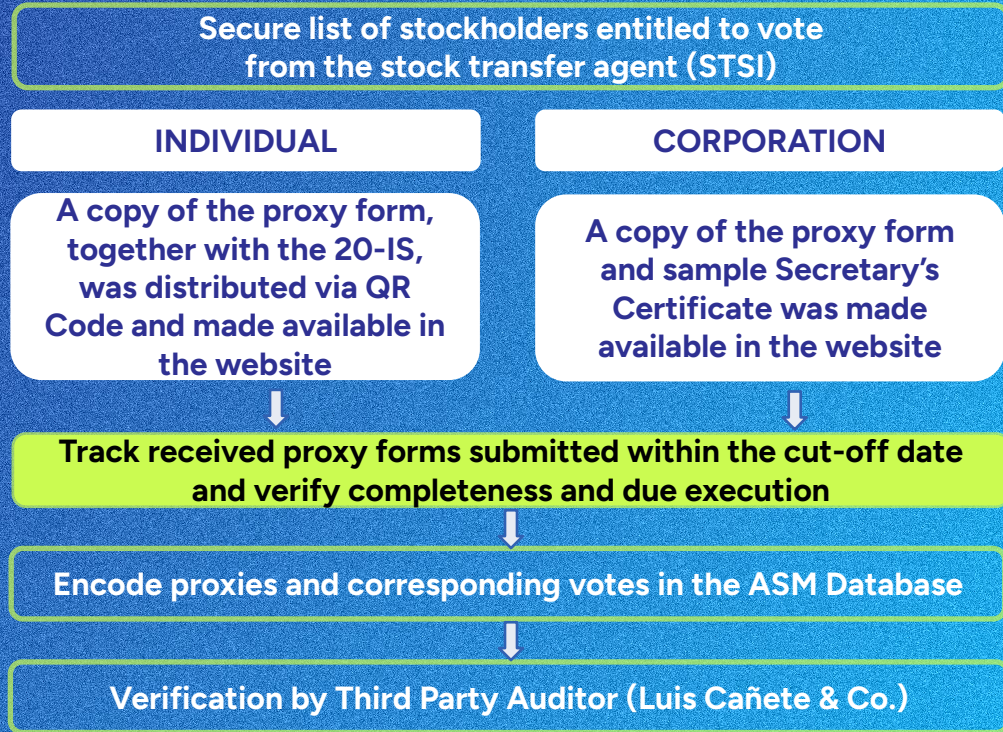 Secure list of stockholders entitled to vote
from the stock transfer agent (STSI)
INDIVIDUAL
A copy of the proxy form,
together with the 20-IS,
was distributed via QR
Code and made available in
the website
CORPORATION
A copy of the proxy form
and sample Secretary’s
Certificate was made
available in the website
Track received proxy forms submitted within the cut-off date
and verify completeness and due execution
Encode proxies and corresponding votes in the ASM Database
Verification by Third Party Auditor (Luis Cañete & Co.)